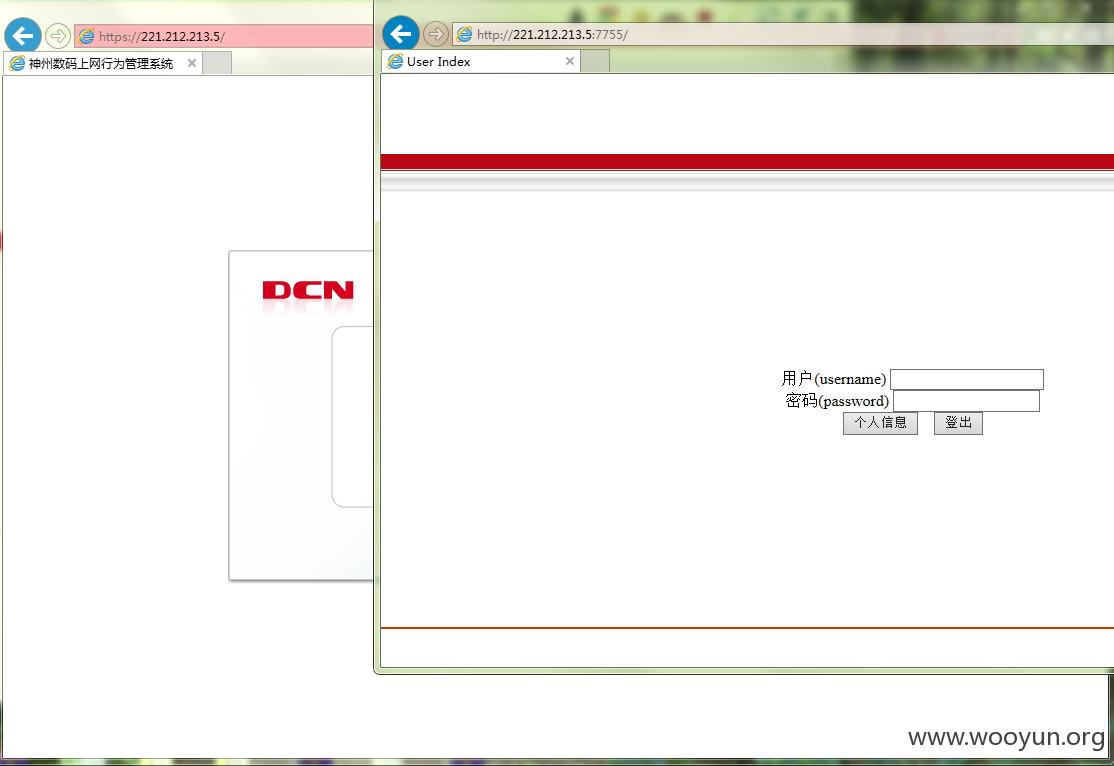 https://221.212.213.5/
神州数码上网行为管理系统
DCN
http://221.212.213.5:7755/
User Index
用户(username)
密码(password)
个人信息 登出
www.wooyun.org